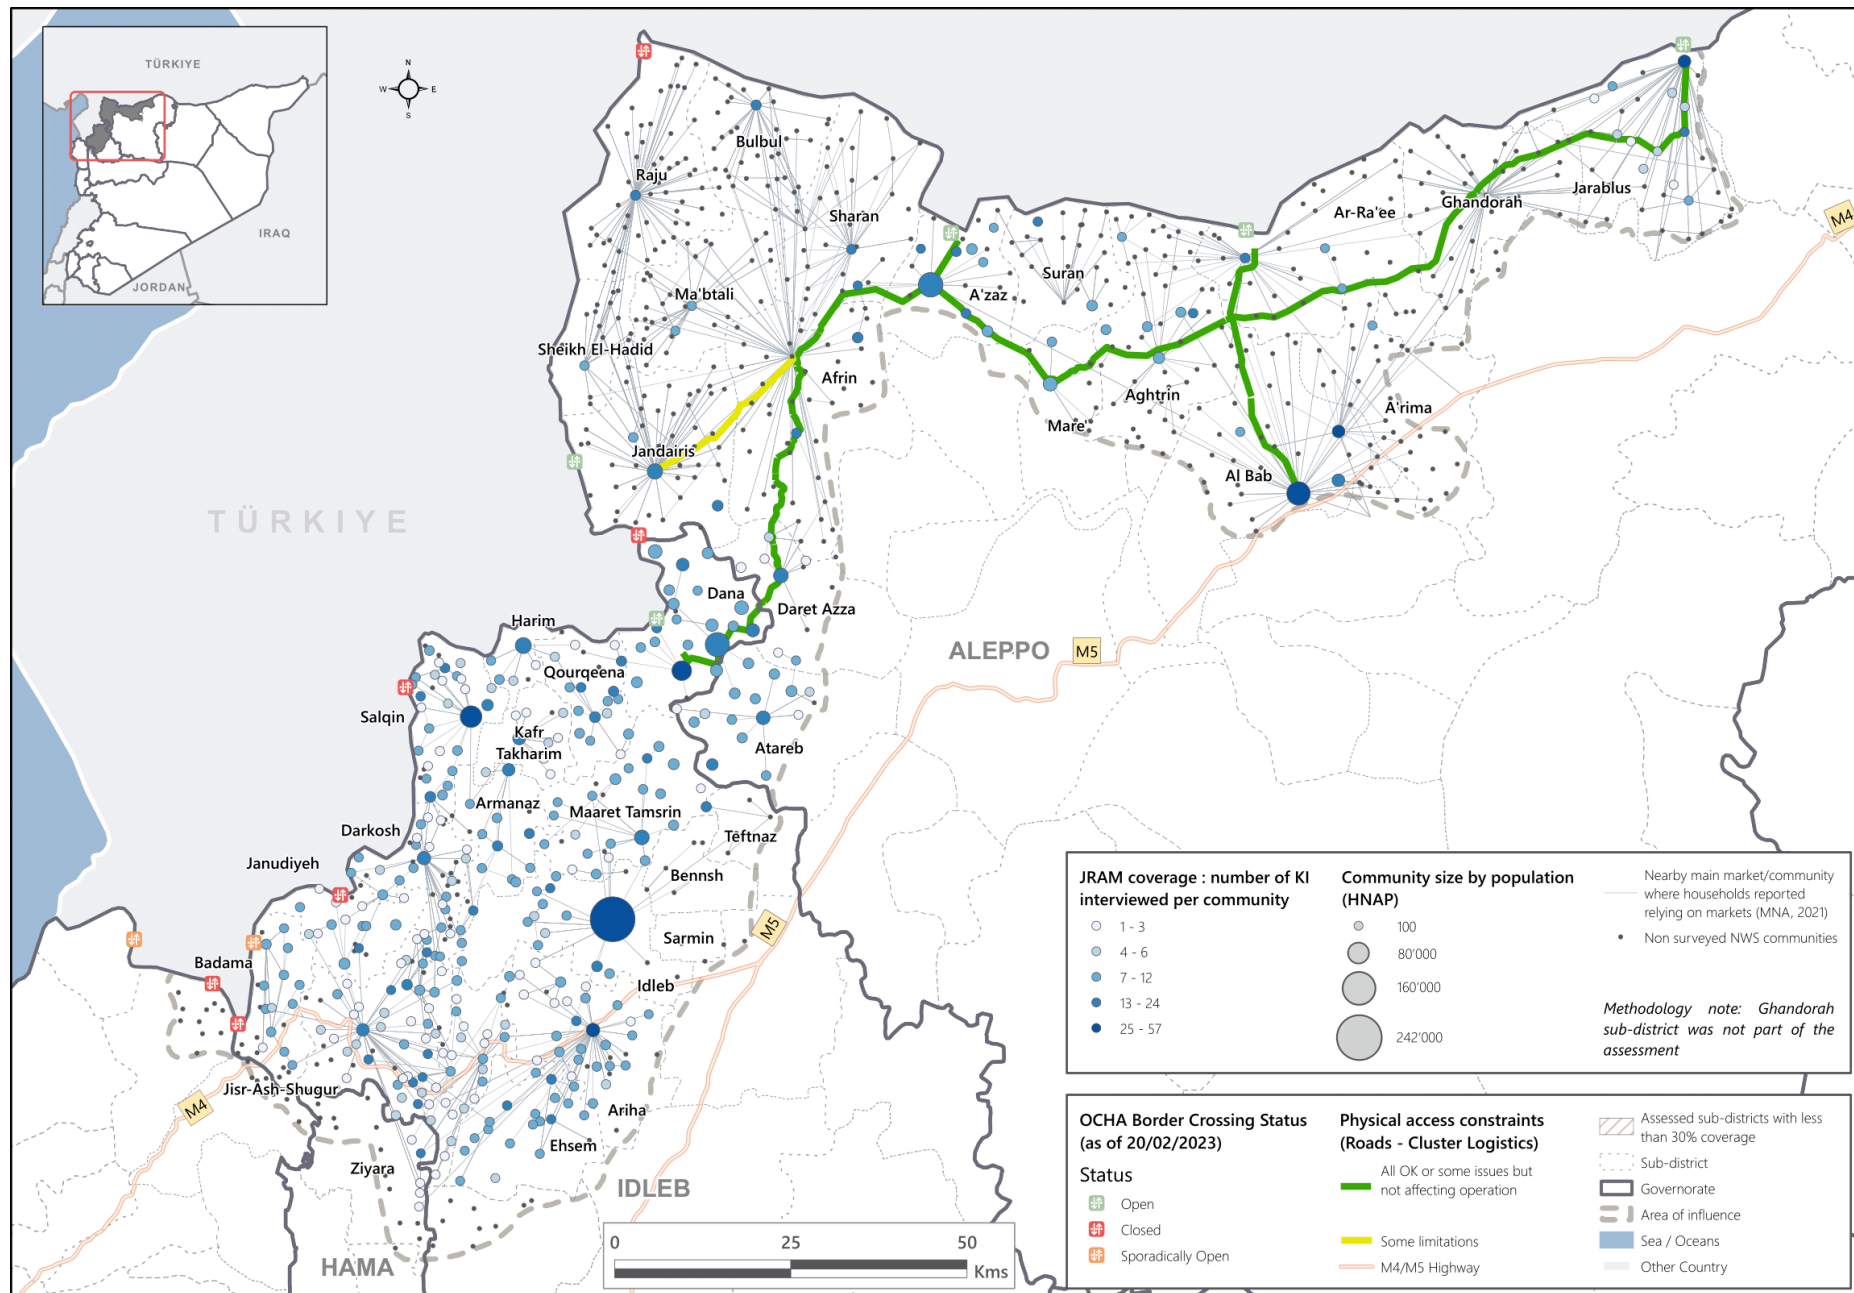 TÜRKIYE
IRAQ
JORDAN
N
W E
S
Bulbul
Raju
Sharan
Ar-Ra'ee
Ghandorah
Jarablus
M4
Ma'btali
Suran
A'zaz
Sheikh El-Hadid
Afrin
Aghtrin
A'rima
Mare'
Jandairis
Al Bab
TÜRKIYE
Dana
Daret Azza
Harim
ALEPPO
M5
Qourqeena
Salqin
Kafr
Takharim
Atareb
Armanaz
Maaret Tamsrin
Darkosh
Teftnaz
Janudiyeh
Bennsh
Sarmin
M5
Badama
Idleb
Jisr-Ash-Shugur
M4
Ariha
Ehsem
Ziyara
IDLEB
HAMA
0 25 50
Kms
JRAM coverage : number of KI
interviewed per community
1 - 3
4 - 6
7 - 12
13 - 24
25 - 57
Community size by population
(HNAP)
100
80'000
160'000
242'000
Nearby main market/community
where households reported
relying on markets (MNA, 2021)
Non surveyed NWS communities
Methodology note: Ghandorah
sub-district was not part of the
assessment
OCHA Border Crossing Status
(as of 20/02/2023)
Status
Open
Closed
Sporadically Open
Physical access constraints
(Roads - Cluster Logistics)
All OK or some issues but
not affecting operation
Some limitations
M4/M5 Highway
Assessed sub-districts with less
than 30% coverage
Sub-district
Governorate
Area of influence
Sea / Oceans
Other Country